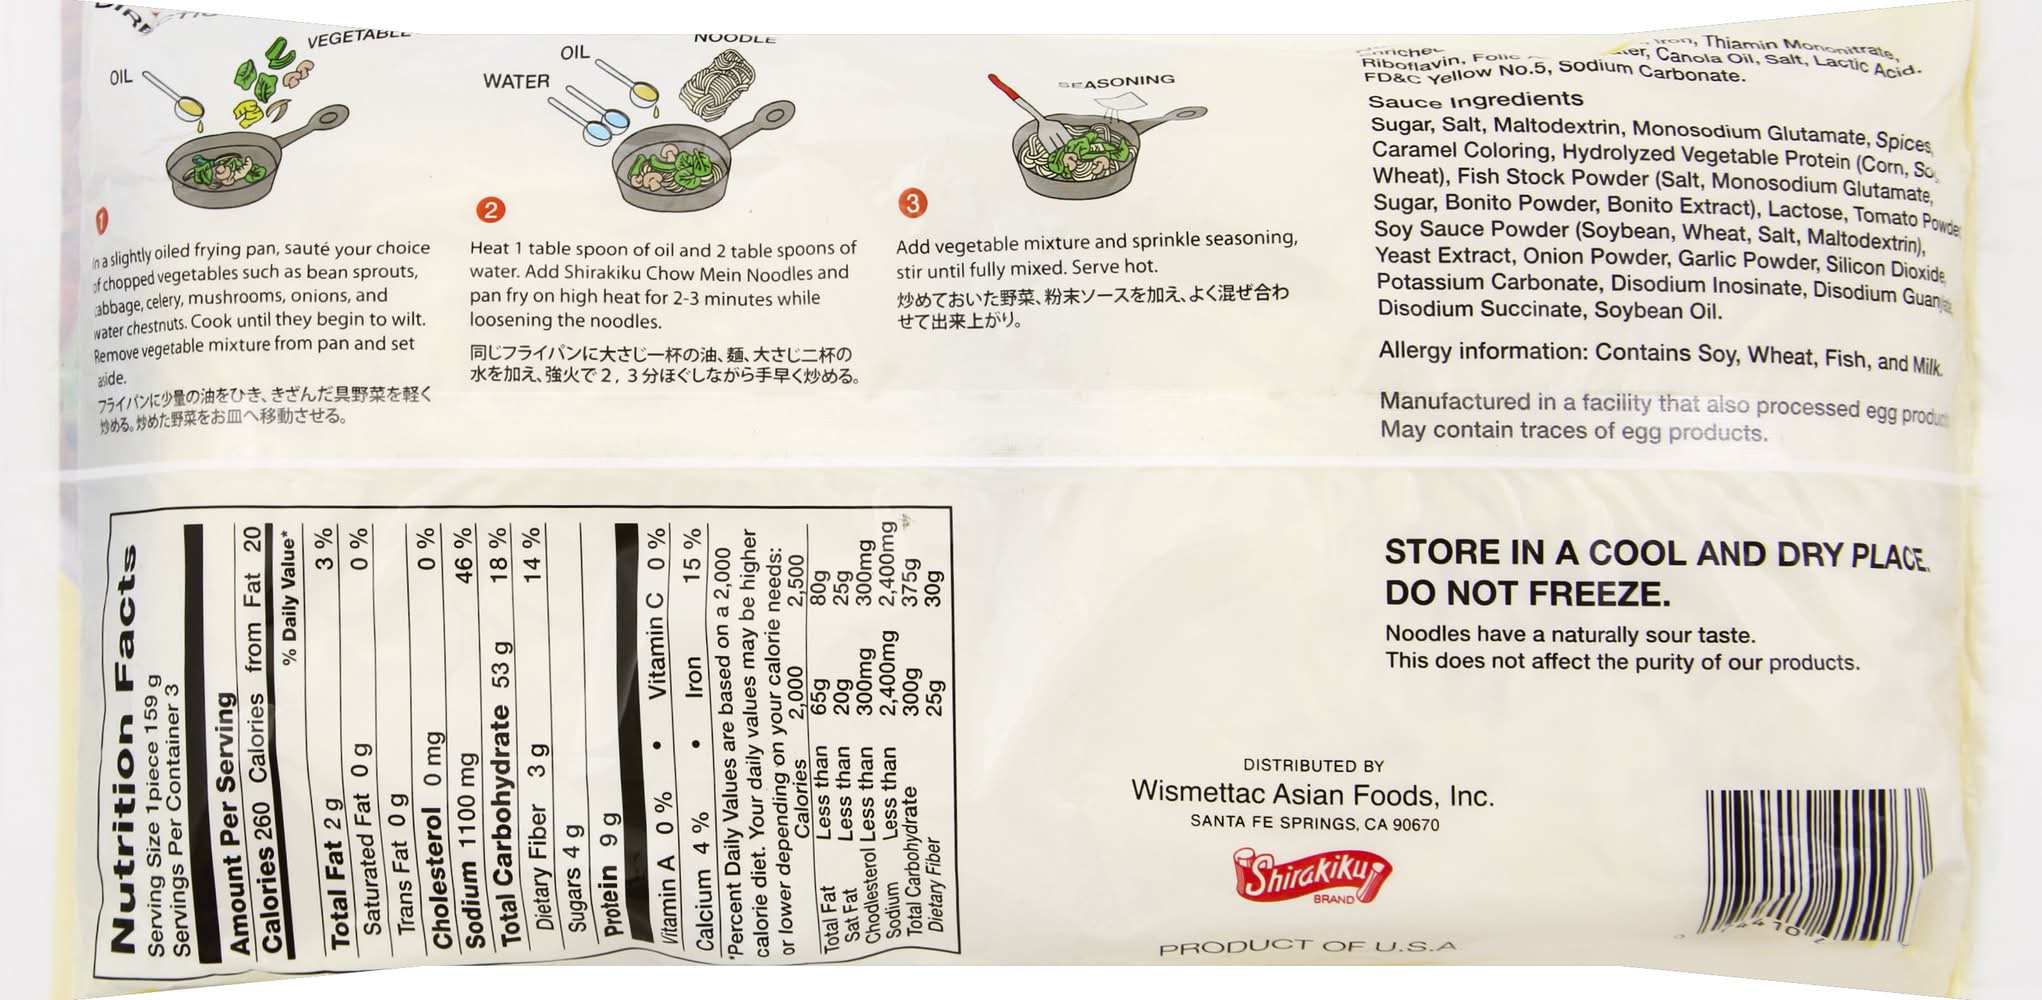 OIL
VEGETABLE
1
In a slightly oiled frying pan, sauté your choice
of chopped vegetables such as bean sprouts,
cabbage, celery, mushrooms, onions, and
water chestnuts. Cook until they begin to wilt.
Remove vegetable mixture from pan and set
aside.
フライパンに少量の油をひき、きざんだ具野菜を軽く
炒める。炒めた野菜をお皿へ移動させる。
WATER
OIL
NOODLE
2
Heat 1 table spoon of oil and 2 table spoons of
water. Add Shirakiku Chow Mein Noodles and
pan fry on high heat for 2-3 minutes while
loosening the noodles.
同じフライパンに大さじ一杯の油、麺、大さじ二杯の
水を加え、強火で2, 3分ほぐしながら手早く炒める。
SEASONING
3
Add vegetable mixture and sprinkle seasoning,
stir until fully mixed. Serve hot.
炒めておいた野菜、粉末ソースを加え、よく混ぜ合わ
せて出来上がり。
Iron, Thiamin Mononitrate,
Riboflavin, Folic Canola Oil, Salt, Lactic Acid.
FD&C Yellow No.5, Sodium Carbonate.
Sauce Ingredients
Sugar, Salt, Maltodextrin, Monosodium Glutamate, Spices,
Caramel Coloring, Hydrolyzed Vegetable Protein (Corn, Soy,
Wheat), Fish Stock Powder (Salt, Monosodium Glutamate,
Sugar, Bonito Powder, Bonito Extract), Lactose, Tomato Powder
Soy Sauce Powder (Soybean, Wheat, Salt, Maltodextrin),
Yeast Extract, Onion Powder, Garlic Powder, Silicon Dioxide,
Potassium Carbonate, Disodium Inosinate, Disodium Guanylate
Disodium Succinate, Soybean Oil.
Allergy information: Contains Soy, Wheat, Fish, and Milk.
Manufactured in a facility that also processed egg products
May contain traces of egg products.
Nutrition Facts
Serving Size 1piece 159 g
Servings Per Container 3
Amount Per Serving
Calories 260 Calories from Fat 20
% Daily Value*
Total Fat 2 g 3 %
Saturated Fat 0 g 0 %
Trans Fat 0 g
Cholesterol 0 mg 0 %
Sodium 1100 mg 46 %
Total Carbohydrate 53 g 18 %
Dietary Fiber 3 g 14 %
Sugars 4 g
Protein 9 g
Vitamin A 0 % • Vitamin C 0 %
Calcium 4 % • Iron 15 %
*Percent Daily Values are based on a 2,000
calorie diet. Your daily values may be higher
or lower depending on your calorie needs:
Calories 2,000 2,500
Total Fat Less than 65g 80g
Sat Fat Less than 20g 25g
Chodlesterol Less than 300mg 300mg
Sodium Less than 2,400mg 2,400mg
Total Carbohydrate 300g 375g
Dietary Fiber 25g 30g
STORE IN A COOL AND DRY PLACE.
DO NOT FREEZE.
Noodles have a naturally sour taste.
This does not affect the purity of our products.
DISTRIBUTED BY
Wismettac Asian Foods, Inc.
SANTA FE SPRINGS, CA 90670
Shirakiku
BRAND
PRODUCT OF U.S.A